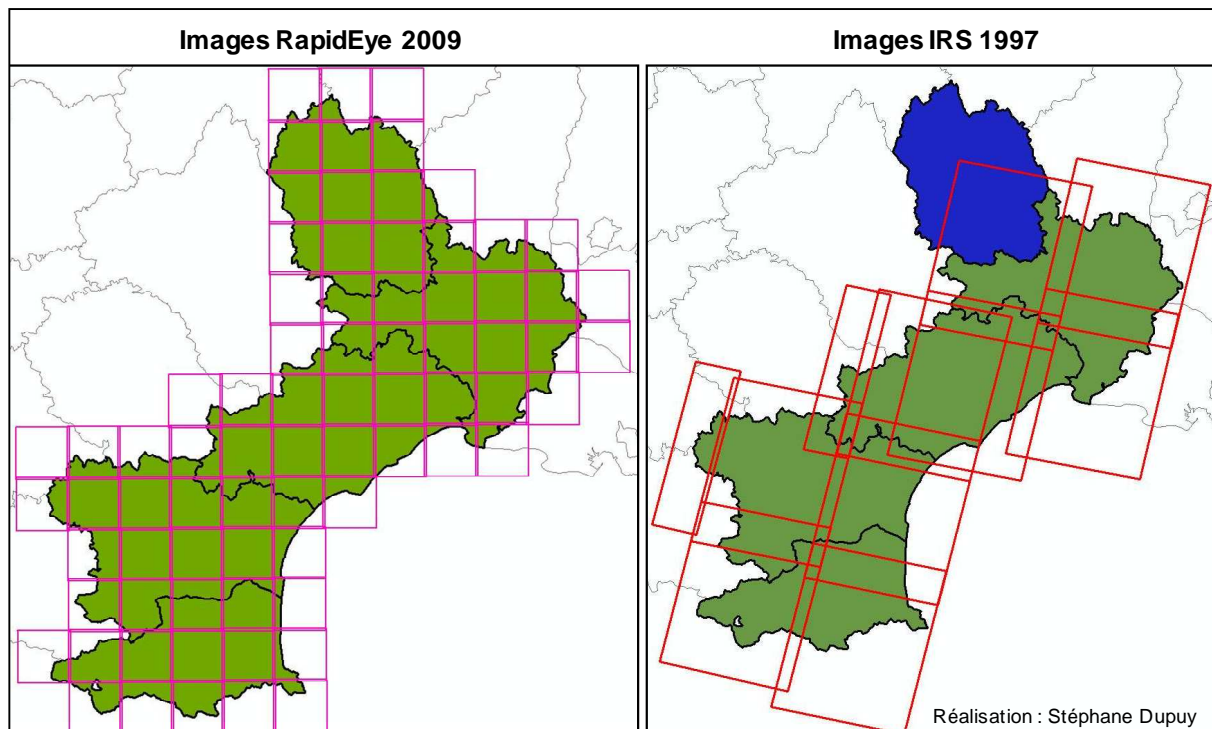 Images RapidEye 2009
Images IRS 1997
Réalisation : Stéphane Dupuy